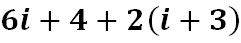 6i + 4 + 2(i + 3)